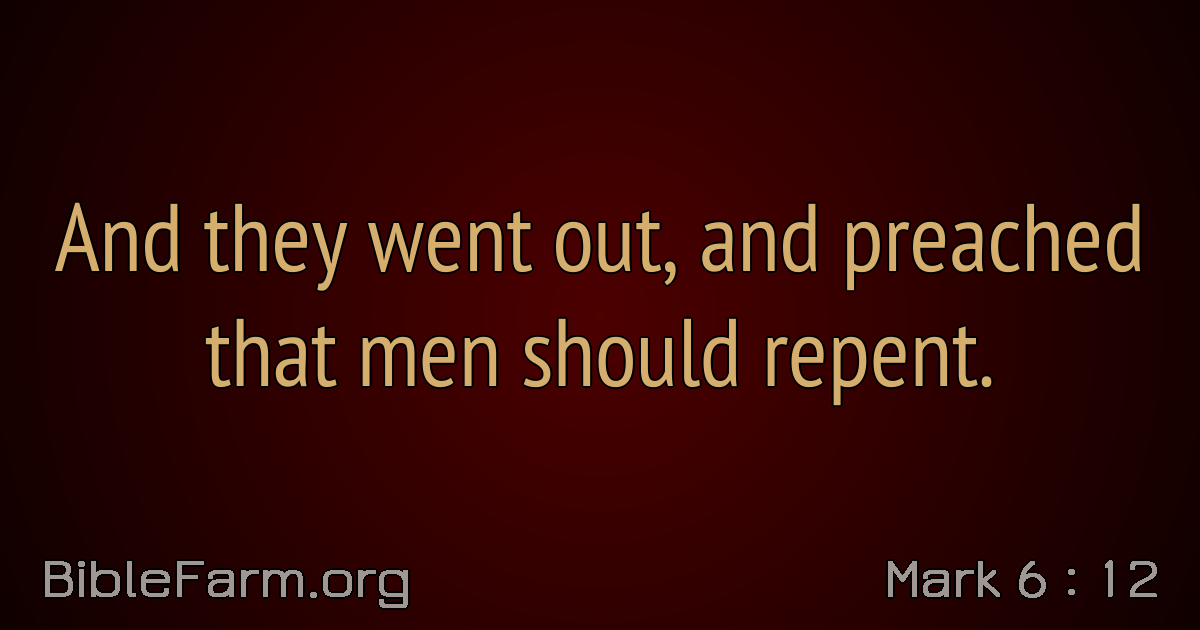 And they went out, and preached
that men should repent.
BibleFarm.org
Mark 6 : 12